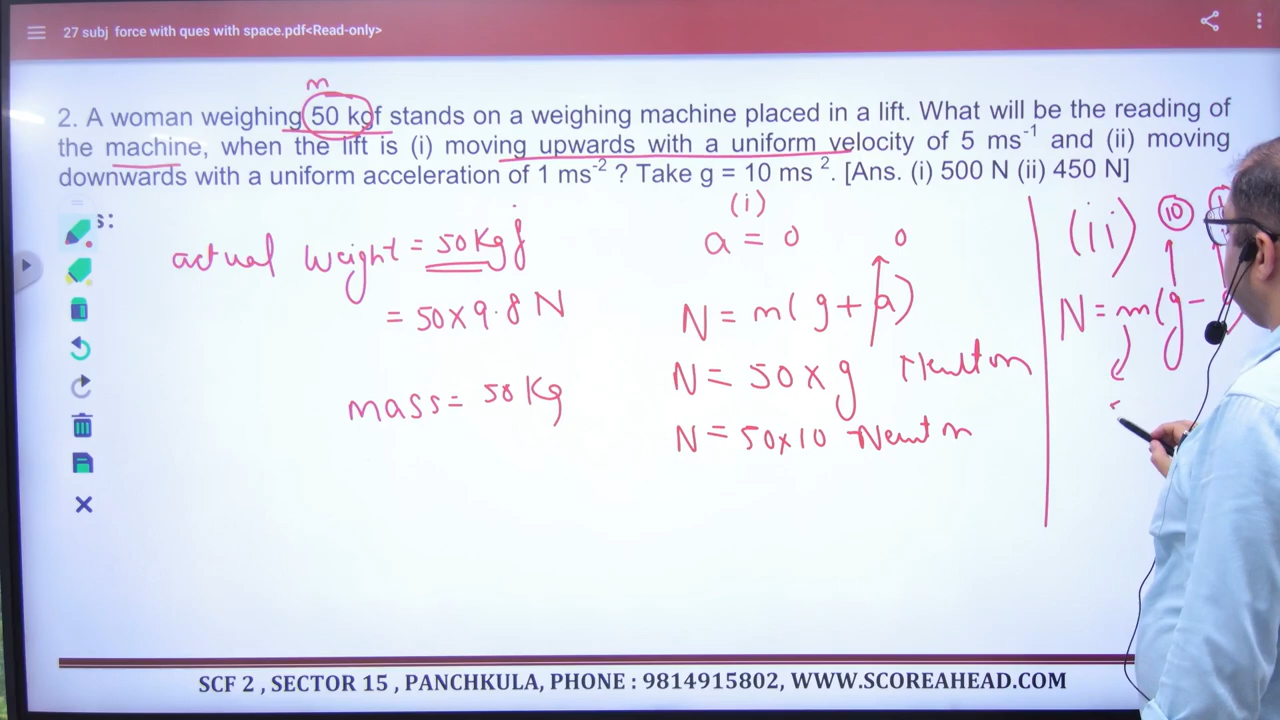 27 subj force with ques with space.pdf<Read-only>
m
2. A woman weighing 50 kgf stands on a weighing machine placed in a lift. What will be the reading of
the machine, when the lift is (i) moving upwards with a uniform velocity of 5 ms-1 and (ii) moving
downwards with a uniform acceleration of 1 ms-2 ? Take g = 10 ms 2. [Ans. (i) 500 N (ii) 450 N]
s:
actual weight = 50 Kgf
= 50 x 9.8 N
mass = 50 Kg
(i)
a = 0
0
N = m( g + a)
N = 50 x g Newton
N = 50 x 10 Newton
(ii) 10
N = m(g -
SCF 2 , SECTOR 15 , PANCHKULA, PHONE : 9814915802, WWW.SCOREAHEAD.COM